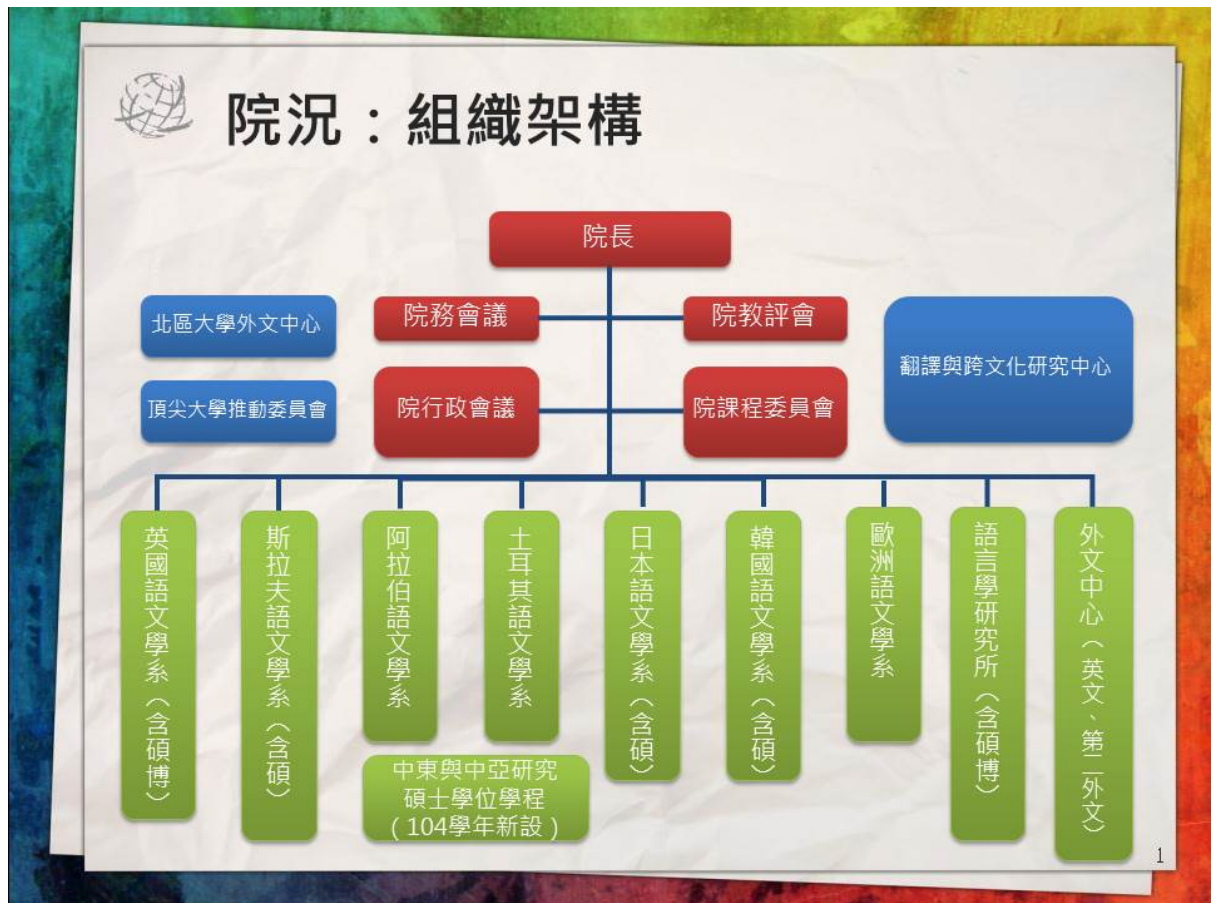 院況：組織架構
院長
北區大學外文中心
院務會議
院教評會
翻譯與跨文化研究中心
頂尖大學推動委員會
院行政會議
院課程委員會
英國語文學系（含碩博）
斯拉夫語文學系（含碩）
阿拉伯語文學系
土耳其語文學系
日本語文學系（含碩）
韓國語文學系（含碩）
歐洲語文學系
語言學研究所（含碩博）
外文中心（英文、第二外文）
中東與中亞研究
碩士學位學程
（104學年新設）
1